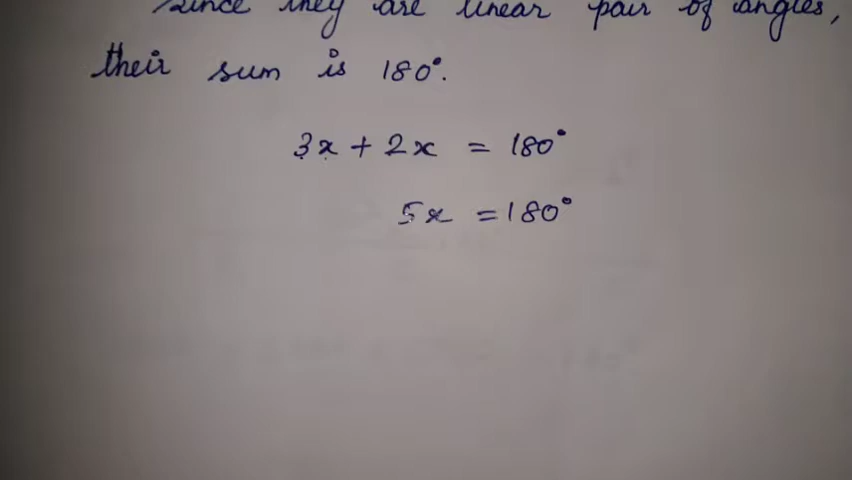 Since they are linear pair of angles,
their sum is 180°.
3x + 2x = 180°
5x = 180°